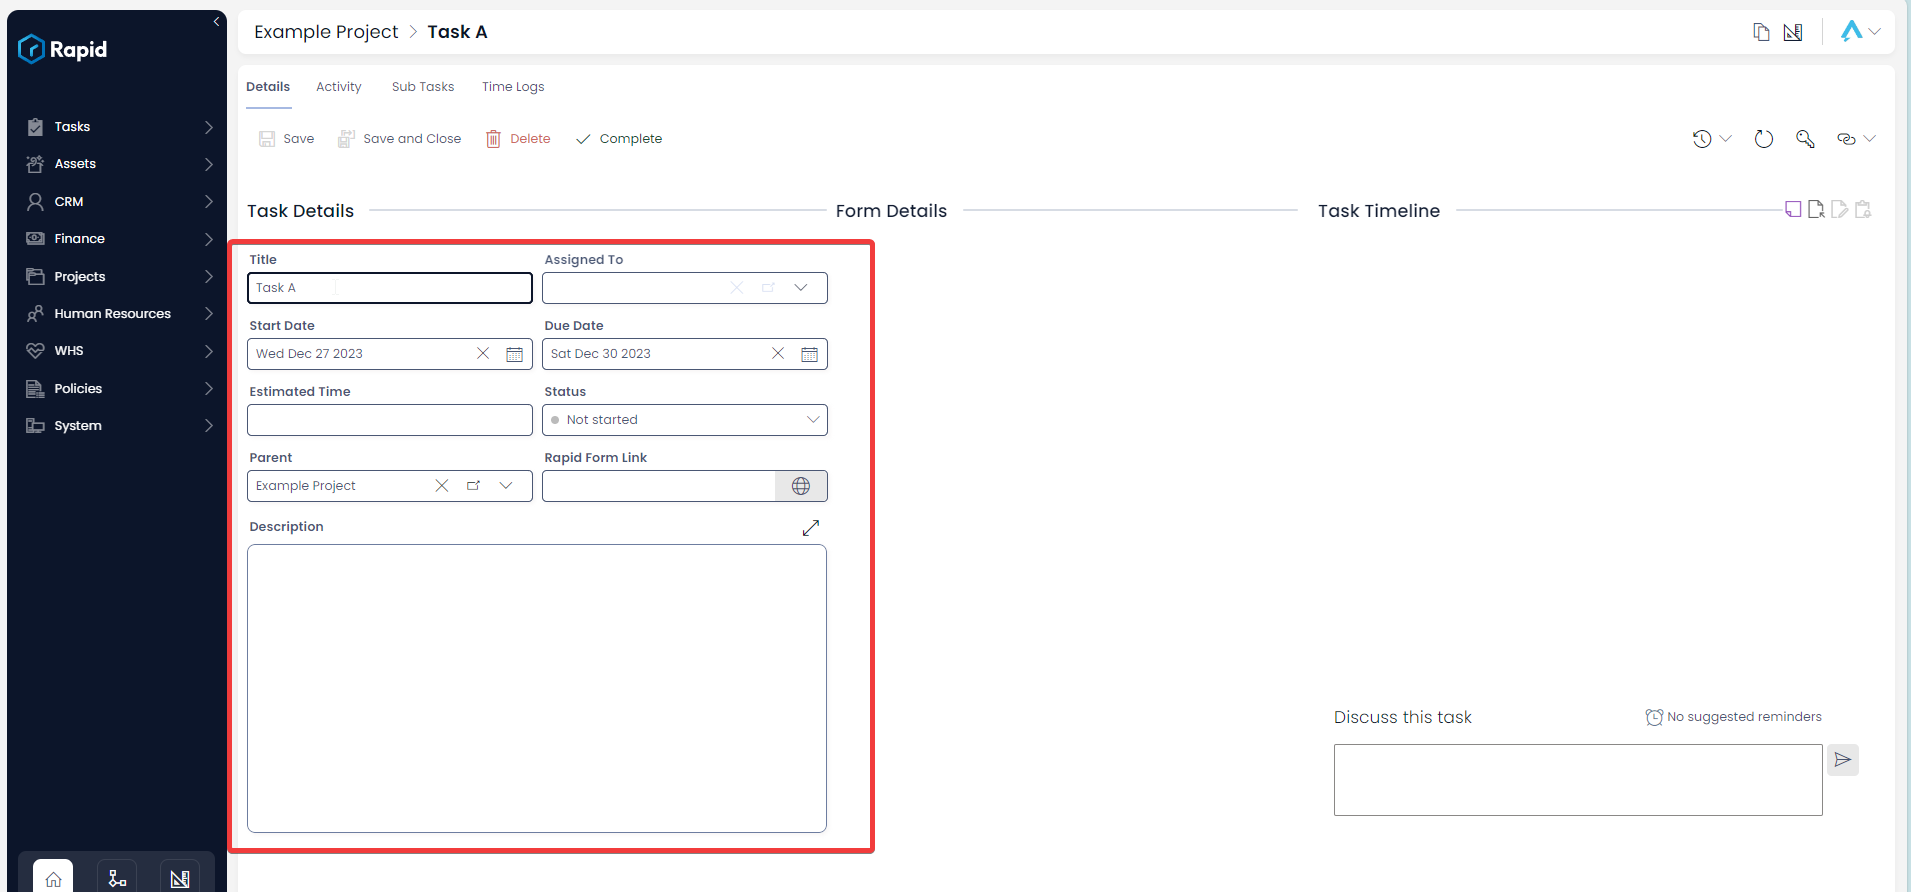 Rapid
Tasks
Assets
CRM
Finance
Projects
Human Resources
WHS
Policies
System
Example Project > Task A
Details Activity Sub Tasks Time Logs
Save Save and Close Delete Complete
Task Details Form Details Task Timeline
Title Assigned To
Task A
Start Date Due Date
Wed Dec 27 2023 Sat Dec 30 2023
Estimated Time Status
Not started
Parent Rapid Form Link
Example Project
Description
Discuss this task No suggested reminders